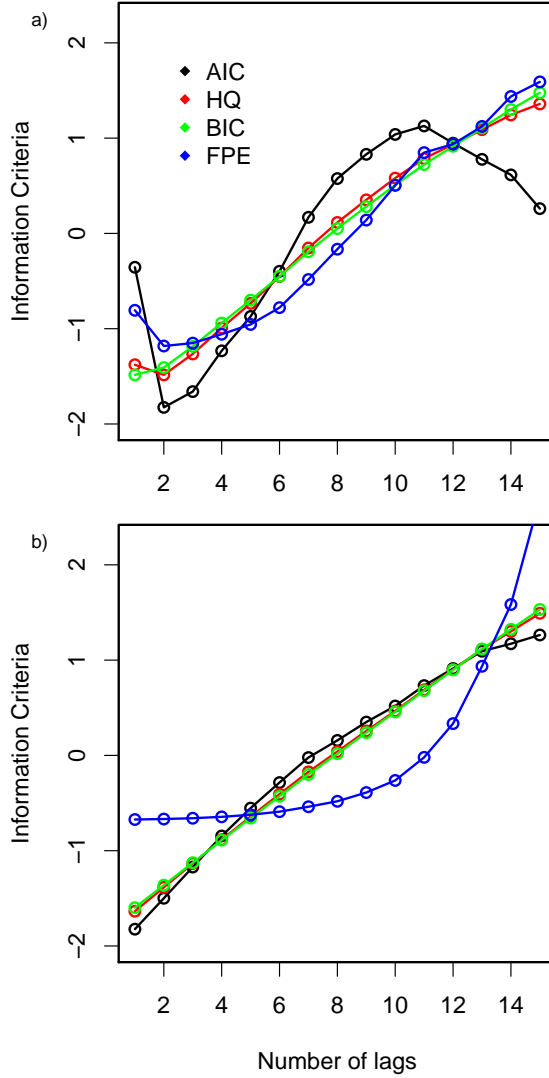 a)
AIC
HQ
BIC
FPE
Information Criteria
2
1
0
−1
−2
2 4 6 8 10 12 14
b)
Information Criteria
2
1
0
−1
−2
2 4 6 8 10 12 14
Number of lags